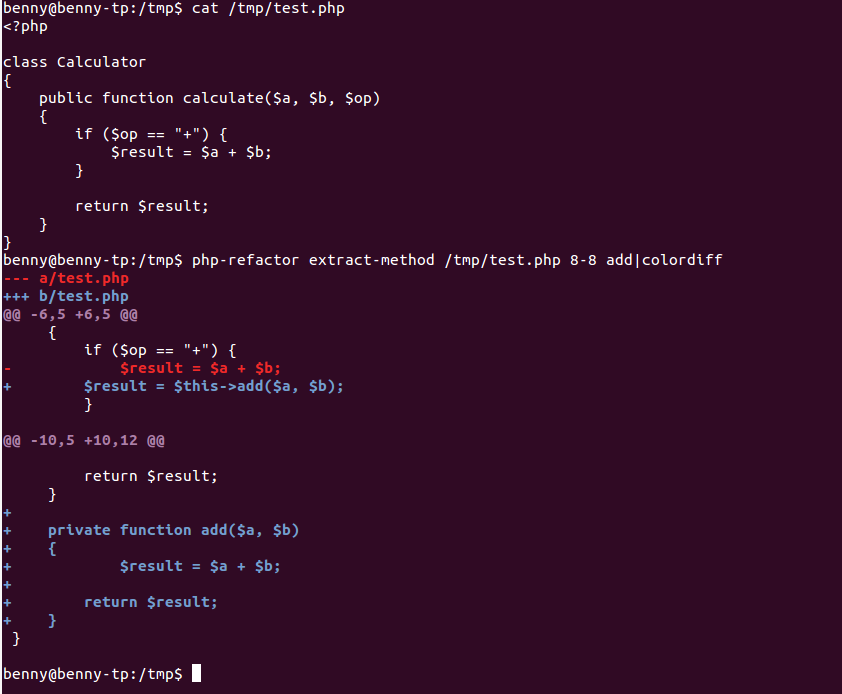 benny@benny-tp:/tmp$ cat /tmp/test.php
<?php

class Calculator
{
    public function calculate($a, $b, $op)
    {
        if ($op == "+") {
            $result = $a + $b;
        }

        return $result;
    }
}
benny@benny-tp:/tmp$ php-refactor extract-method /tmp/test.php 8-8 add|colordiff
--- a/test.php
+++ b/test.php
@@ -6,5 +6,5 @@
     {
         if ($op == "+") {
-            $result = $a + $b;
+        $result = $this->add($a, $b);
         }

@@ -10,5 +10,12 @@

         return $result;
     }
+
+    private function add($a, $b)
+    {
+            $result = $a + $b;
+
+        return $result;
+    }
 }

benny@benny-tp:/tmp$